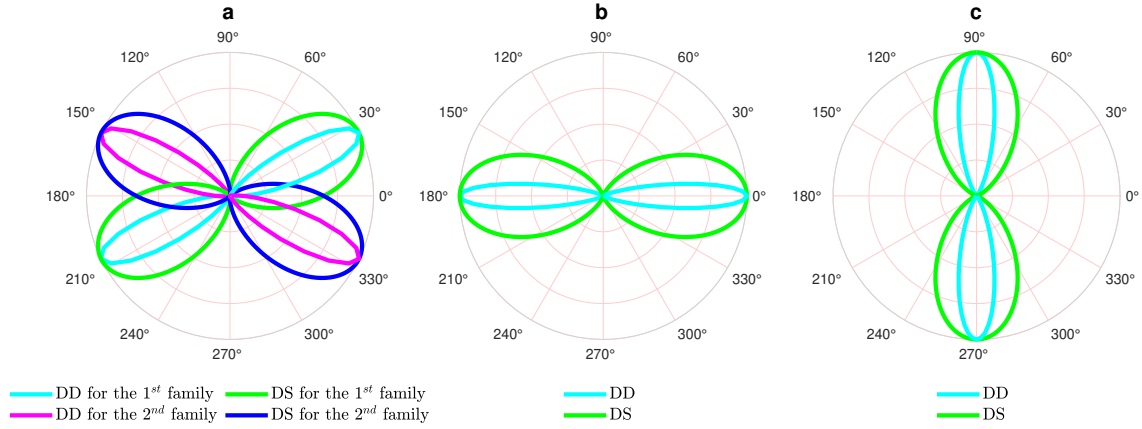 a
90°
120° 60°
150° 30°
180° 0°
210° 330°
240° 300°
270°
DD for the 1st family DS for the 1st family
DD for the 2nd family DS for the 2nd family
b
90°
120° 60°
150° 30°
180° 0°
210° 330°
240° 300°
270°
DD
DS
c
90°
120° 60°
150° 30°
180° 0°
210° 330°
240° 300°
270°
DD
DS